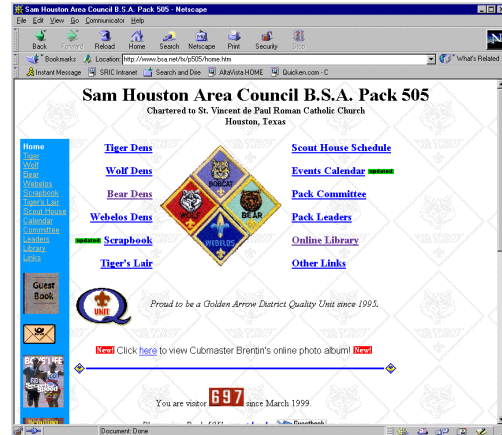 Sam Houston Area Council B.S.A. Pack 505 - Netscape
File Edit View Go Communicator Help
Back Forward Reload Home Search Netscape Print Security Stop
Bookmarks Location: http://www.bsa.net/tx/p505/home.htm What's Related
Instant Message SRIC Intranet Search and Dire AltaVista HOME Quicken.com - C
Sam Houston Area Council B.S.A. Pack 505
Chartered to St. Vincent de Paul Roman Catholic Church
Houston, Texas
Home
Tiger
Wolf
Bear
Webelos
Scrapbook
Tiger's Lair
Scout House
Calendar
Committee
Leaders
Library
Links
Guest
Book
BOYS' LIFE
Tiger Dens
Wolf Dens
Bear Dens
Webelos Dens
updated Scrapbook
Tiger's Lair
BOBCAT
WOLF BEAR
WEBELOS
Scout House Schedule
Events Calendar updated
Pack Committee
Pack Leaders
Online Library
Other Links
QUALITY UNIT
Proud to be a Golden Arrow District Quality Unit since 1995.
New! Click here to view Cubmaster Brentin's online photo album! New!
You are visitor 697 since March 1999.
Guestbook
Document: Done